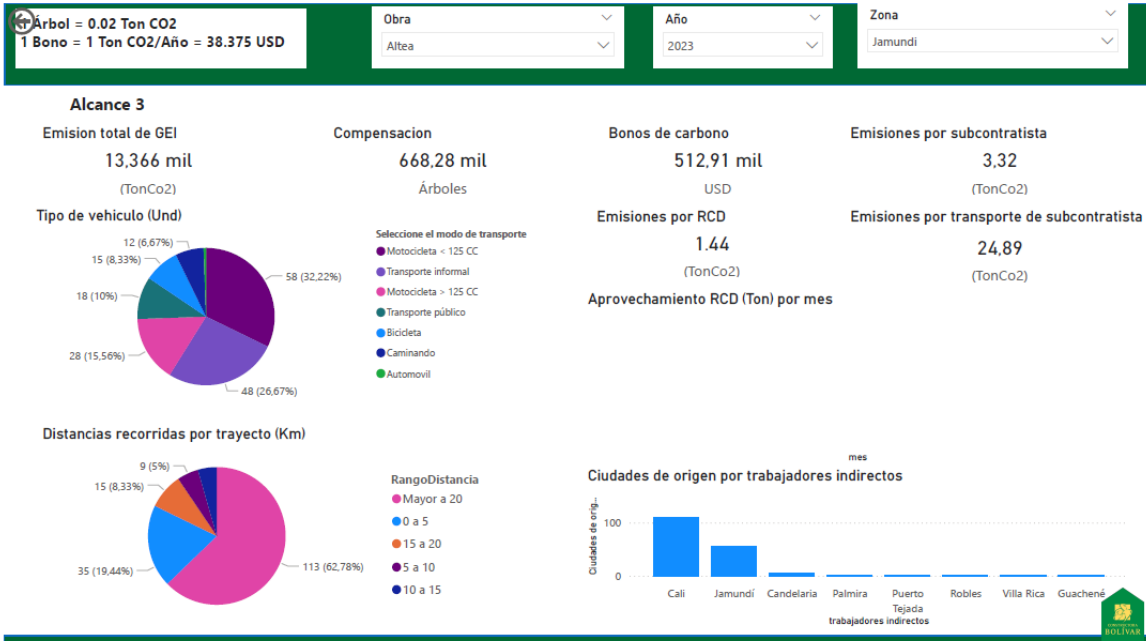 1 Árbol = 0.02 Ton CO2
1 Bono = 1 Ton CO2/Año = 38.375 USD
Obra
Altea
Año
2023
Zona
Jamundi
Alcance 3
Emision total de GEI
13,366 mil
(TonCo2)
Compensacion
668,28 mil
Árboles
Bonos de carbono
512,91 mil
USD
Emisiones por subcontratista
3,32
(TonCo2)
Tipo de vehiculo (Und)
12 (6,67%)
15 (8,33%)
18 (10%)
28 (15,56%)
58 (32,22%)
48 (26,67%)
Seleccione el modo de transporte
Motocicleta < 125 CC
Transporte informal
Motocicleta > 125 CC
Transporte público
Bicideta
Caminando
Automovil
Emisiones por RCD
1.44
(TonCo2)
Emisiones por transporte de subcontratista
24,89
(TonCo2)
Aprovechamiento RCD (Ton) por mes
mes
Distancias recorridas por trayecto (Km)
9 (5%)
15 (8,33%)
35 (19,44%)
113 (62,78%)
RangoDistancia
Mayor a 20
0 a 5
15 a 20
5 a 10
10 a 15
Ciudades de origen por trabajadores indirectos
Ciudades de orig...
100
0
Cali
Jamundí
Candelaria
Palmira
Puerto
Tejada
Robles
Villa Rica
Guachené
trabajadores indirectos
CONSTRUCTORA
BOLÍVAR